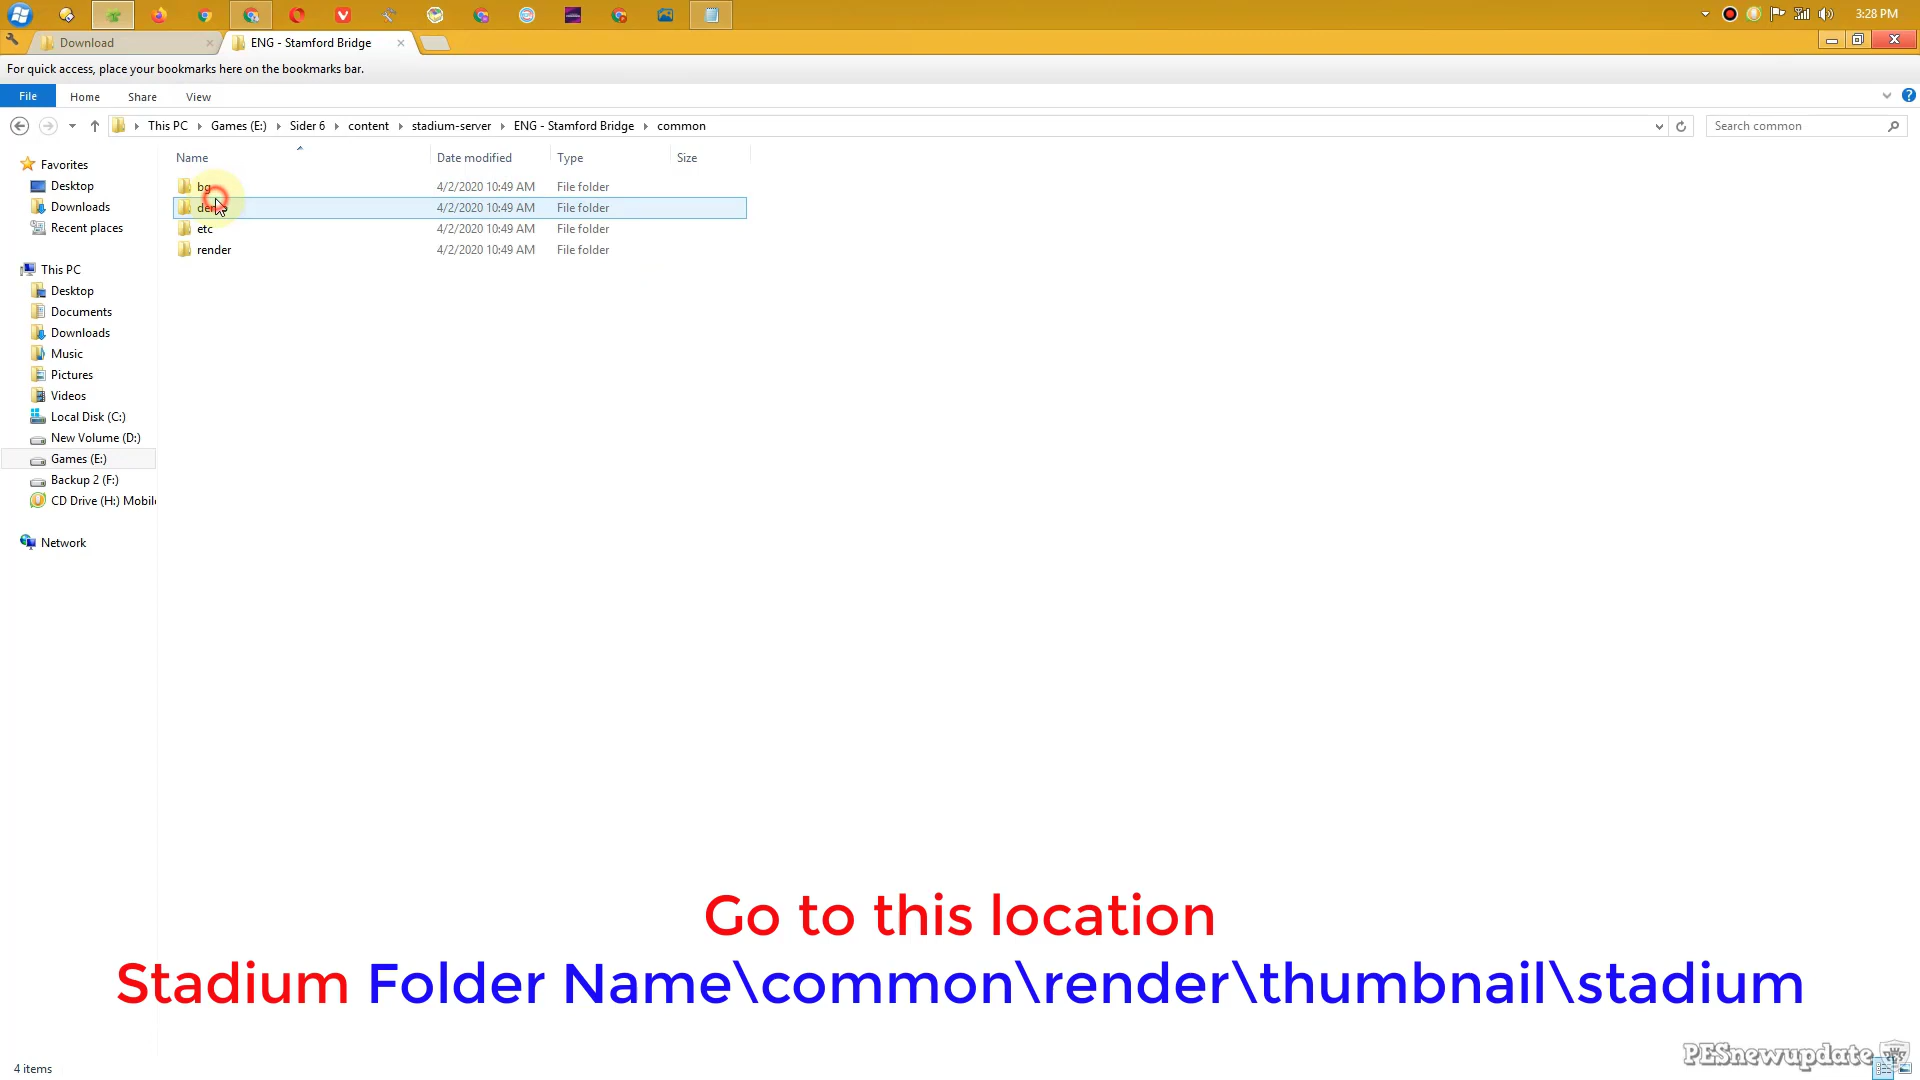 3:28 PM
Download
ENG - Stamford Bridge
For quick access, place your bookmarks here on the bookmarks bar.
File Home Share View
This PC Games (E:) Sider 6 content stadium-server ENG - Stamford Bridge common
Search common
Name Date modified Type Size
bg 4/2/2020 10:49 AM File folder
4/2/2020 10:49 AM File folder
etc 4/2/2020 10:49 AM File folder
render 4/2/2020 10:49 AM File folder
Favorites
Desktop
Downloads
Recent places
This PC
Desktop
Documents
Downloads
Music
Pictures
Videos
Local Disk (C:)
New Volume (D:)
Games (E:)
Backup 2 (F:)
CD Drive (H:) Mobile
Network
Go to this location
Stadium Folder Name\common\render\thumbnail\stadium
4 items
PESnewupdate